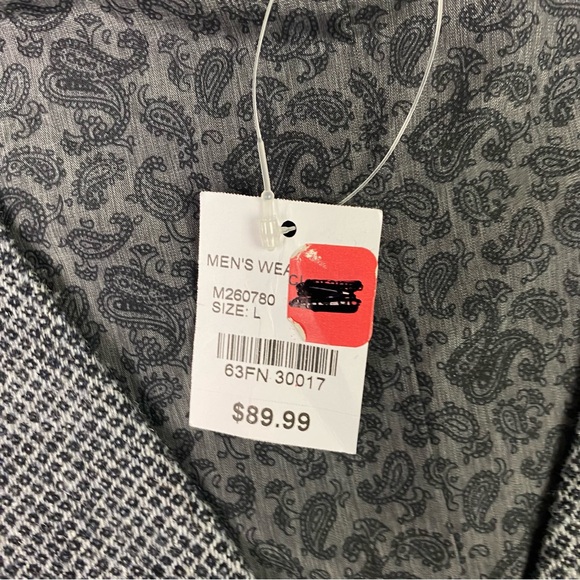 MEN'S WEA
M260780
SIZE: L
63FN 30017
$89.99